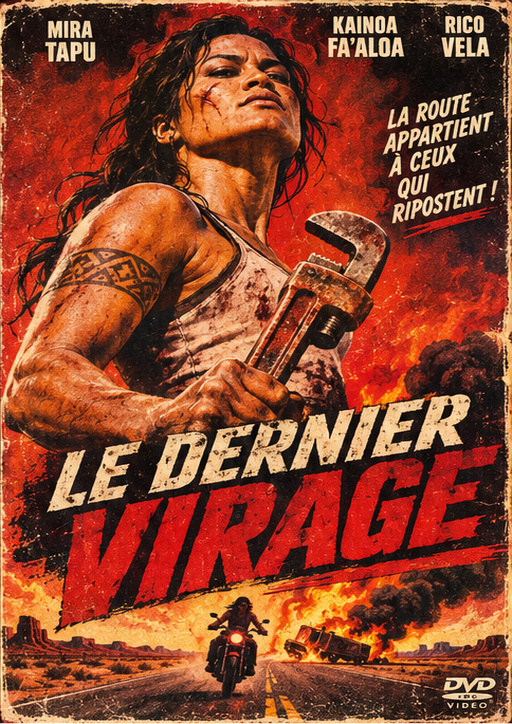 MIRA
TAPU
KAINOA
FA'ALOA
RICO
VELA
LA ROUTE
APPARTIENT
À CEUX
QUI
RIPOSTENT !
LE DERNIER
VIRAGE
DVD
VIDEO